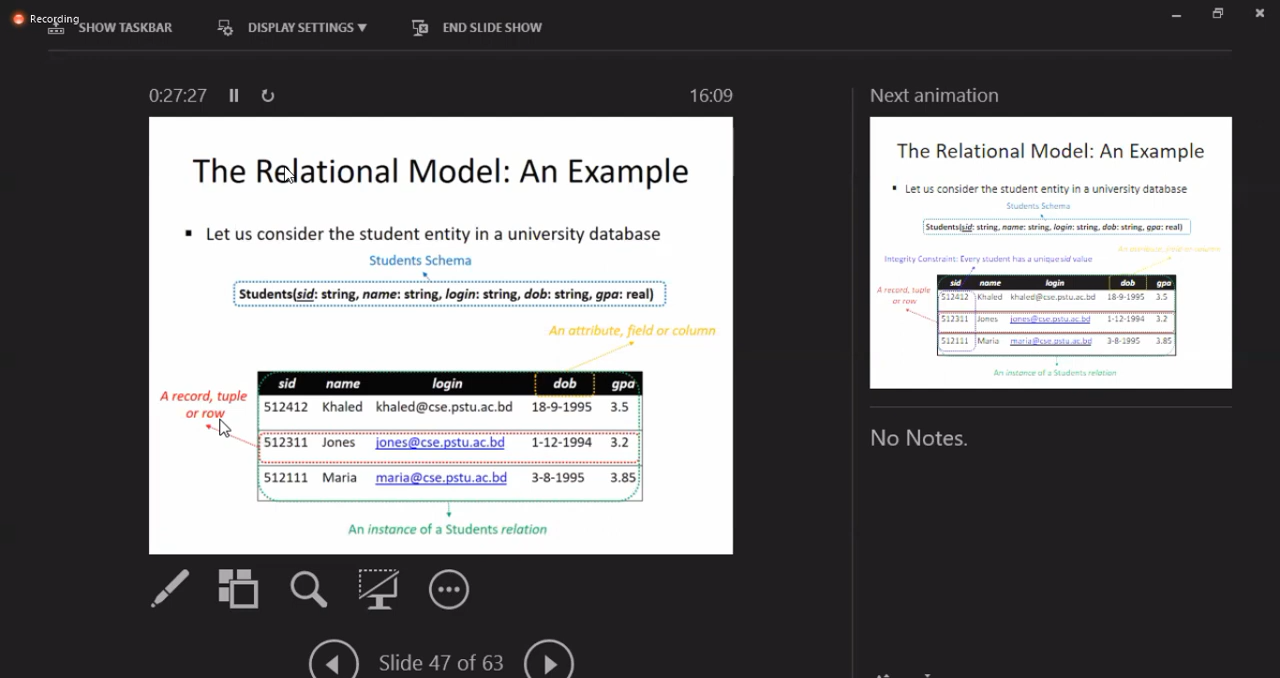 Recording
SHOW TASKBAR
DISPLAY SETTINGS ▾
END SLIDE SHOW
0:27:27
16:09
The Relational Model: An Example
▪ Let us consider the student entity in a university database
Students Schema
Students(sid: string, name: string, login: string, dob: string, gpa: real)
An attribute, field or column
A record, tuple
or row
sid name login dob gpa
512412 Khaled khaled@cse.pstu.ac.bd 18-9-1995 3.5
512311 Jones jones@cse.pstu.ac.bd 1-12-1994 3.2
512111 Maria maria@cse.pstu.ac.bd 3-8-1995 3.85
An instance of a Students relation
Slide 47 of 63
Next animation
The Relational Model: An Example
▪ Let us consider the student entity in a university database
Students Schema
Students(sid: string, name: string, login: string, dob: string, gpa: real)
An attribute, field or column
Integrity Constraint: Every student has a unique sid value
A record, tuple
or row
sid name login dob gpa
512412 Khaled khaled@cse.pstu.ac.bd 18-9-1995 3.5
512311 Jones jones@cse.pstu.ac.bd 1-12-1994 3.2
512111 Maria maria@cse.pstu.ac.bd 3-8-1995 3.85
An instance of a Students relation
No Notes.